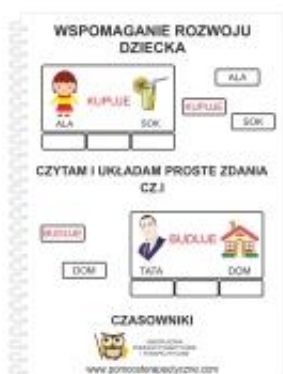 WSPOMAGANIE ROZWOJU
DZIECKA
KUPUJE
ALA SOK
ALA
KUPUJE
SOK
CZYTAM I UKŁADAM PROSTE ZDANIA
CZ.I
BUDUJE
DOM
BUDUJE
TATA DOM
CZASOWNIKI
www.pomoceterapeutyczne.com